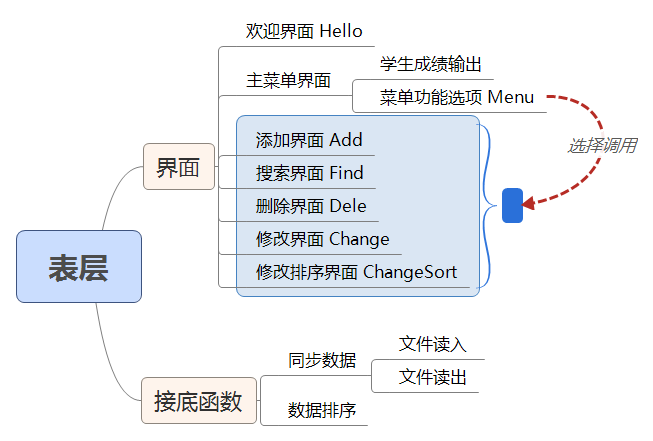 欢迎界面 Hello
主菜单界面
学生成绩输出
菜单功能选项 Menu
选择调用
界面
添加界面 Add
搜索界面 Find
删除界面 Dele
修改界面 Change
修改排序界面 ChangeSort
表层
接底函数
同步数据
文件读入
文件读出
数据排序